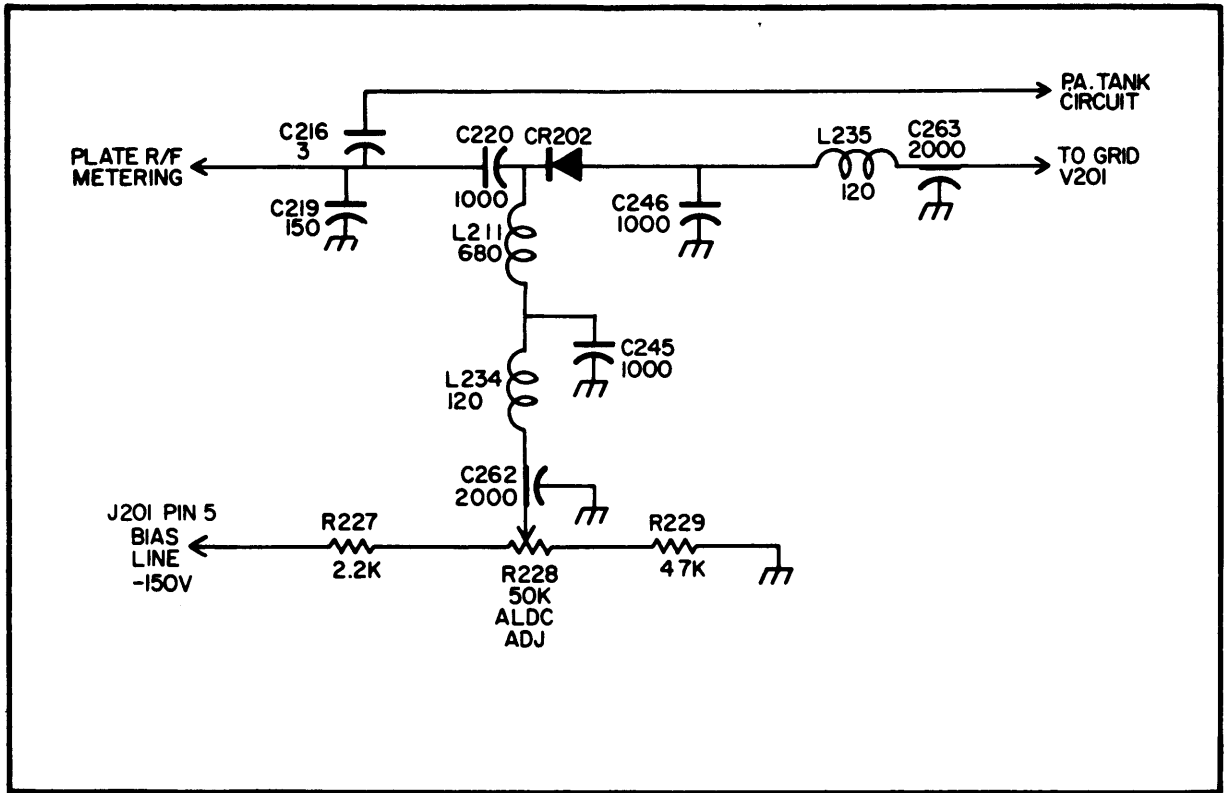 P.A. TANK
CIRCUIT
C216
3
C220
CR202
L235
C263
2000
PLATE R/F
METERING
TO GRID
V201
C219
150
1000
L211
680
C246
1000
120
C245
1000
L234
120
C262
2000
J201 PIN 5
BIAS
LINE
-150V
R227
2.2K
R228
50K
ALDC
ADJ
R229
47K